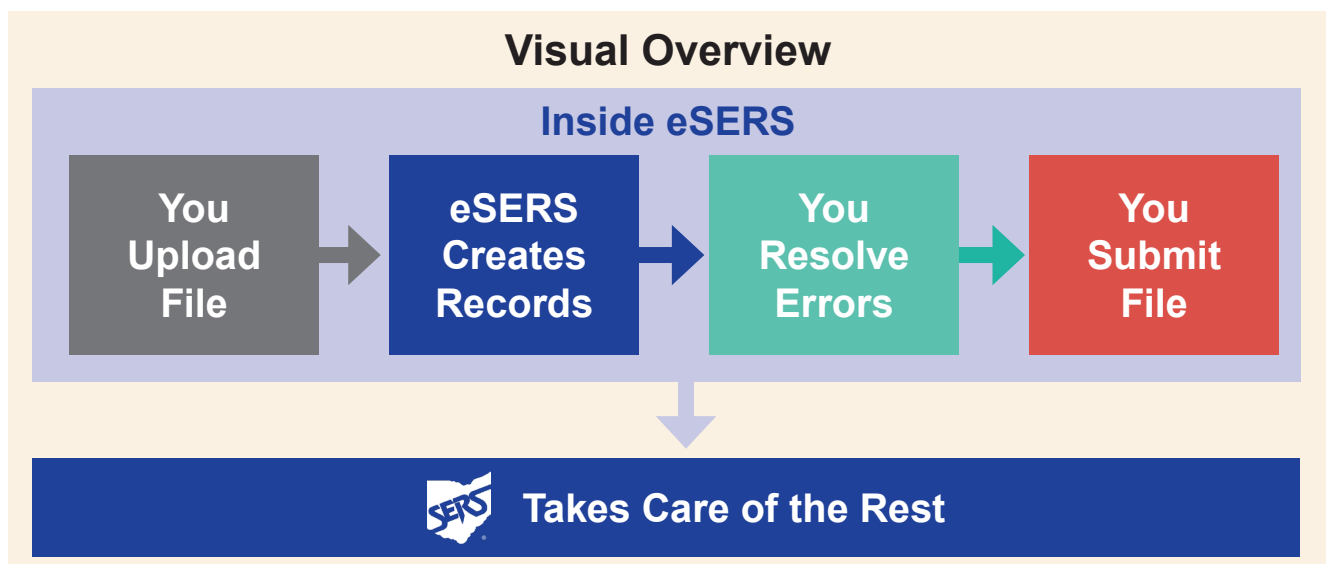 Visual Overview
Inside eSERS
You
Upload
File
eSERS
Creates
Records
You
Resolve
Errors
You
Submit
File
SERS Takes Care of the Rest